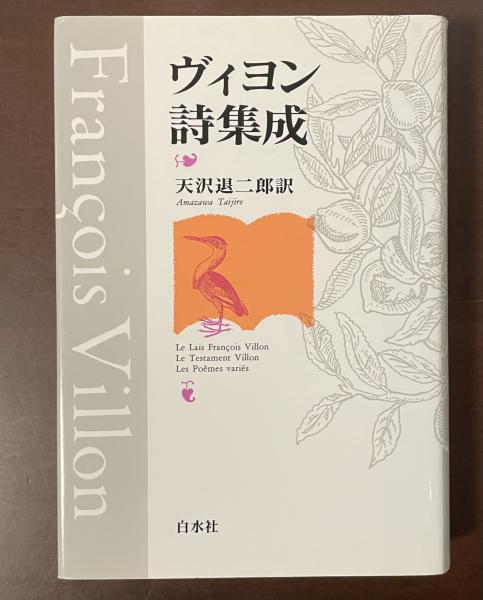 François Villon
ヴィヨン
詩集成
天沢退二郎訳
Amazawa Taijiro
Le Lais François Villon
Le Testament Villon
Les Poëmes variés
白水社